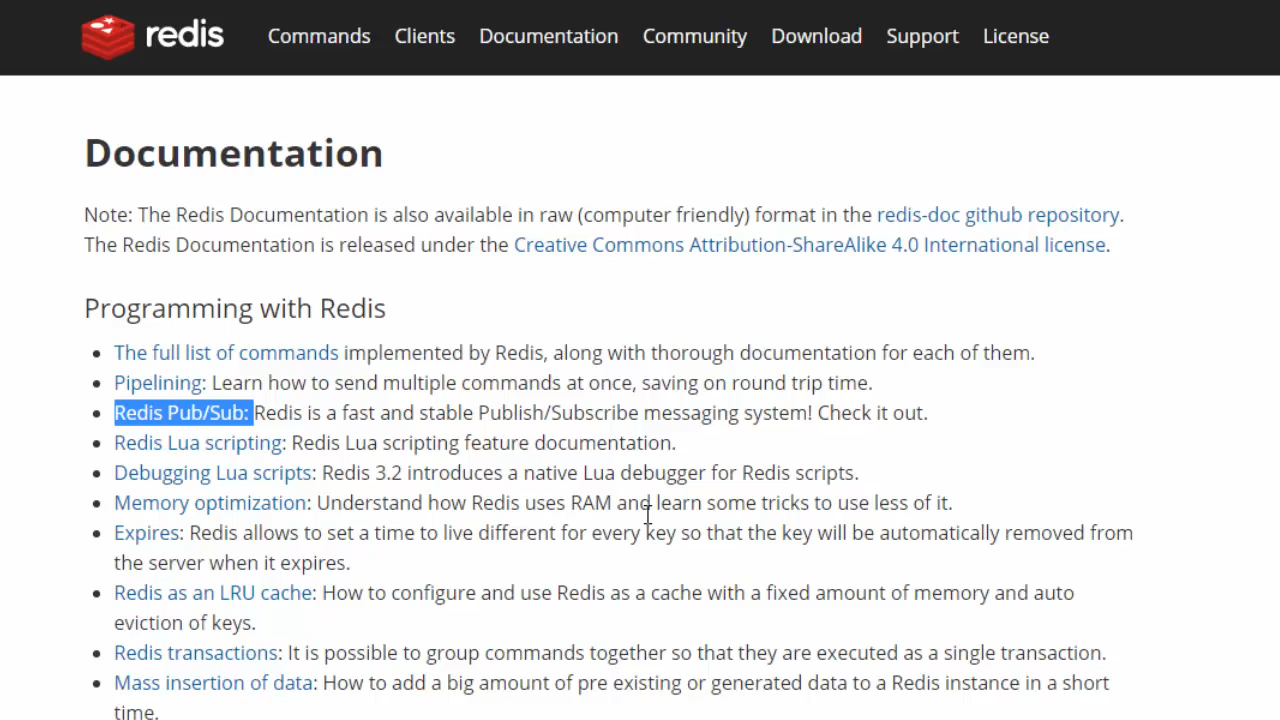 redis Commands Clients Documentation Community Download Support License
Documentation
Note: The Redis Documentation is also available in raw (computer friendly) format in the redis-doc github repository.
The Redis Documentation is released under the Creative Commons Attribution-ShareAlike 4.0 International license.
Programming with Redis
• The full list of commands implemented by Redis, along with thorough documentation for each of them.
• Pipelining: Learn how to send multiple commands at once, saving on round trip time.
• Redis Pub/Sub: Redis is a fast and stable Publish/Subscribe messaging system! Check it out.
• Redis Lua scripting: Redis Lua scripting feature documentation.
• Debugging Lua scripts: Redis 3.2 introduces a native Lua debugger for Redis scripts.
• Memory optimization: Understand how Redis uses RAM and learn some tricks to use less of it.
• Expires: Redis allows to set a time to live different for every key so that the key will be automatically removed from
the server when it expires.
• Redis as an LRU cache: How to configure and use Redis as a cache with a fixed amount of memory and auto
eviction of keys.
• Redis transactions: It is possible to group commands together so that they are executed as a single transaction.
• Mass insertion of data: How to add a big amount of pre existing or generated data to a Redis instance in a short
time.